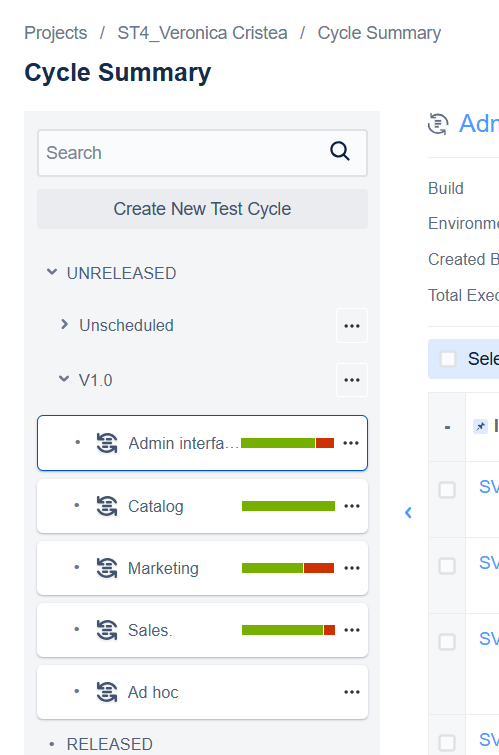 Projects / ST4_Veronica Cristea / Cycle Summary
Cycle Summary
Search
Create New Test Cycle
UNRELEASED
Unscheduled
V1.0
Admin interfa...
Catalog
Marketing
Sales.
Ad hoc
RELEASED
Adr
Build
Environme
Created B
Total Exec
Sele
- I
SV
SV
SV
SV